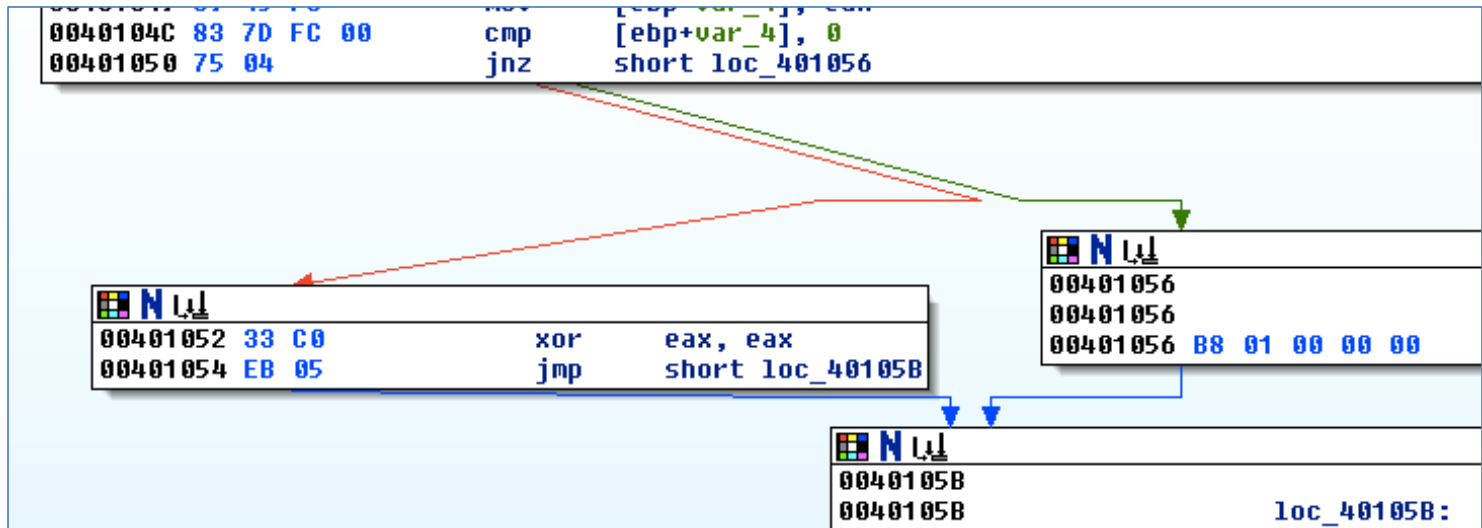 0040104C 83 7D FC 00 cmp [ebp+var_4], 0
00401050 75 04 jnz short loc_401056
00401056
00401056
00401056 B8 01 00 00 00
00401052 33 C0 xor eax, eax
00401054 EB 05 jmp short loc_40105B
0040105B
0040105B loc_40105B: